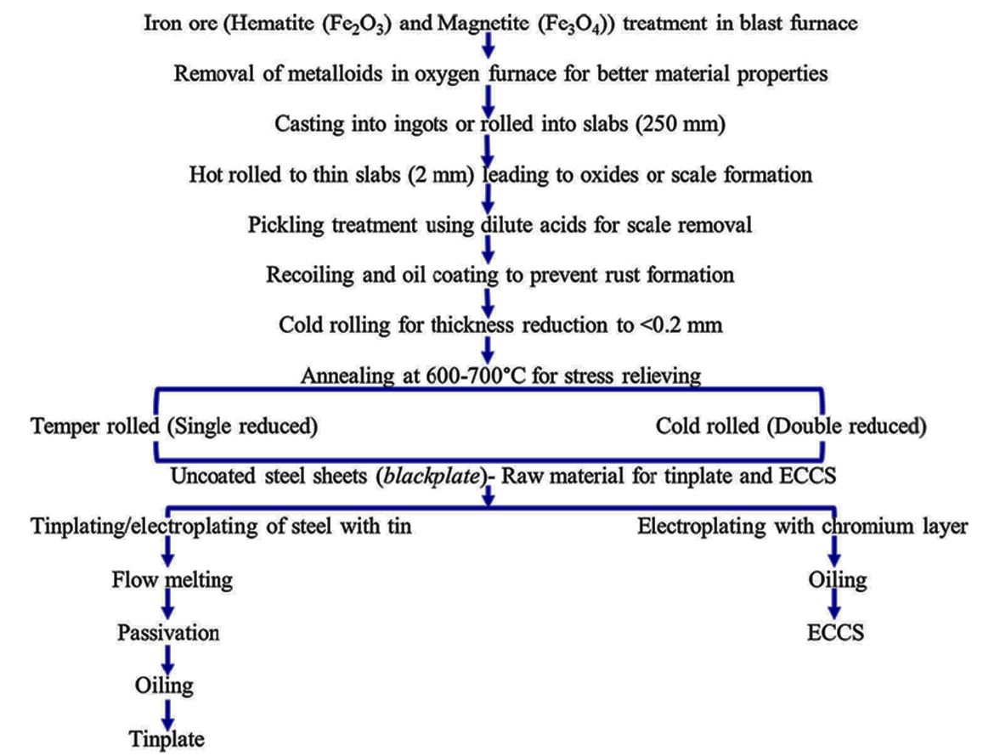 Iron ore (Hematite (Fe₂O₃) and Magnetite (Fe₃O₄)) treatment in blast furnace
Removal of metalloids in oxygen furnace for better material properties
Casting into ingots or rolled into slabs (250 mm)
Hot rolled to thin slabs (2 mm) leading to oxides or scale formation
Pickling treatment using dilute acids for scale removal
Recoiling and oil coating to prevent rust formation
Cold rolling for thickness reduction to <0.2 mm
Annealing at 600-700°C for stress relieving
Temper rolled (Single reduced)
Cold rolled (Double reduced)
Uncoated steel sheets (blackplate)- Raw material for tinplate and ECCS
Tinplating/electroplating of steel with tin
Electroplating with chromium layer
Flow melting
Oiling
Passivation
ECCS
Oiling
Tinplate